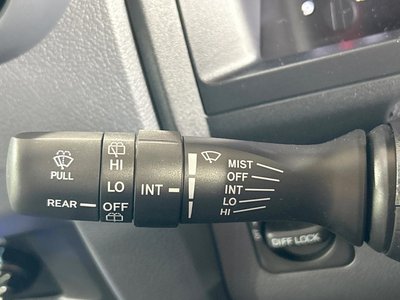 PULL
REAR
HI
LO
OFF
INT
MIST
OFF
INT
LO
HI
DIFF LOCK